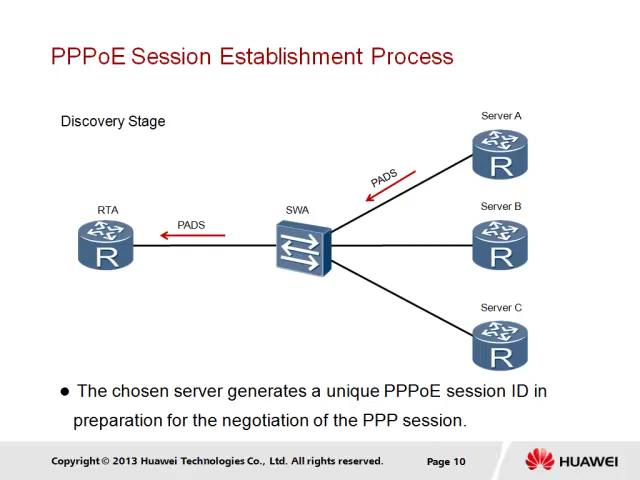 PPPoE Session Establishment Process
Discovery Stage
Server A
PADS
RTA
SWA
Server B
PADS
R
R
R
Server C
R
● The chosen server generates a unique PPPoE session ID in
preparation for the negotiation of the PPP session.
Copyright © 2013 Huawei Technologies Co., Ltd. All rights reserved.
Page 10
HUAWEI